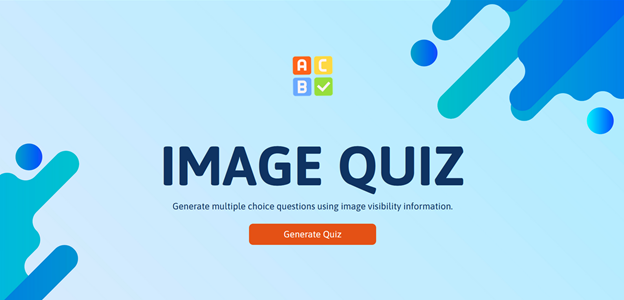 A C
B
IMAGE QUIZ
Generate multiple choice questions using image visibility information.
Generate Quiz